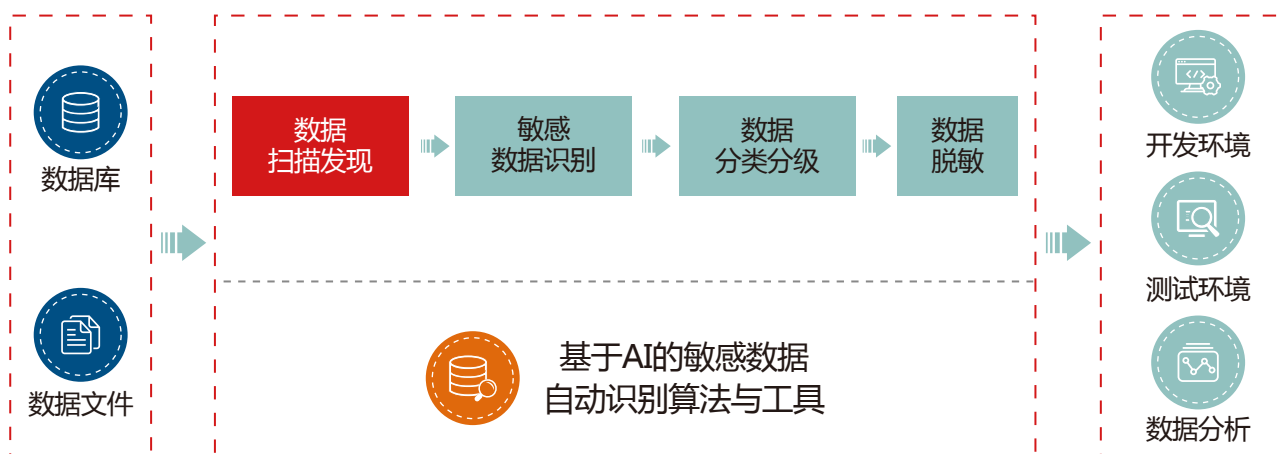 数据库
数据文件
数据
扫描发现
敏感
数据识别
数据
分类分级
数据
脱敏
基于AI的敏感数据
自动识别算法与工具
开发环境
测试环境
数据分析